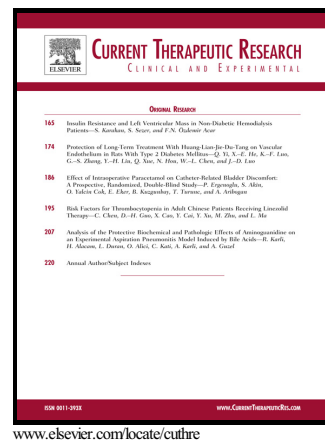 ELSEVIER
CURRENT THERAPEUTIC RESEARCH
CLINICAL AND EXPERIMENTAL
ORIGINAL RESEARCH
165 Insulin Resistance and Left Ventricular Mass in Non-Diabetic Hemodialysis
Patients—S. Karakan, S. Sezer, and F.N. Özdemir Acar
174 Protection of Long-Term Treatment With Huang-Lian-Jie-Du-Tang on Vascular
Endothelium in Rats With Type 2 Diabetes Mellitus—Q. Yi, X.-E. He, K.-F. Luo,
G.-S. Zhang, Y.-H. Liu, Q. Xue, N. Hou, W.-L. Chen, and J.-D. Luo
186 Effect of Intraoperative Paracetamol on Catheter-Related Bladder Discomfort:
A Prospective, Randomized, Double-Blind Study—P. Ergenoglu, S. Akin,
O. Yalcin Cok, E. Eker, B. Kuzgunbay, T. Turunc, and A. Aribogan
195 Risk Factors for Thrombocytopenia in Adult Chinese Patients Receiving Linezolid
Therapy—C. Chen, D.-H. Guo, X. Cao, Y. Cai, Y. Xu, M. Zhu, and L. Ma
207 Analysis of the Protective Biochemical and Pathologic Effects of Aminoguanidine on
an Experimental Aspiration Pneumonitis Model Induced by Bile Acids—R. Karli,
H. Alacam, L. Duran, O. Alici, C. Kati, A. Karli, and A. Guzel
220 Annual Author/Subject Indexes
ISSN 0011-393X WWW.CURRENTTHERAPEUTICRES.COM
www.elsevier.com/locate/cuthre